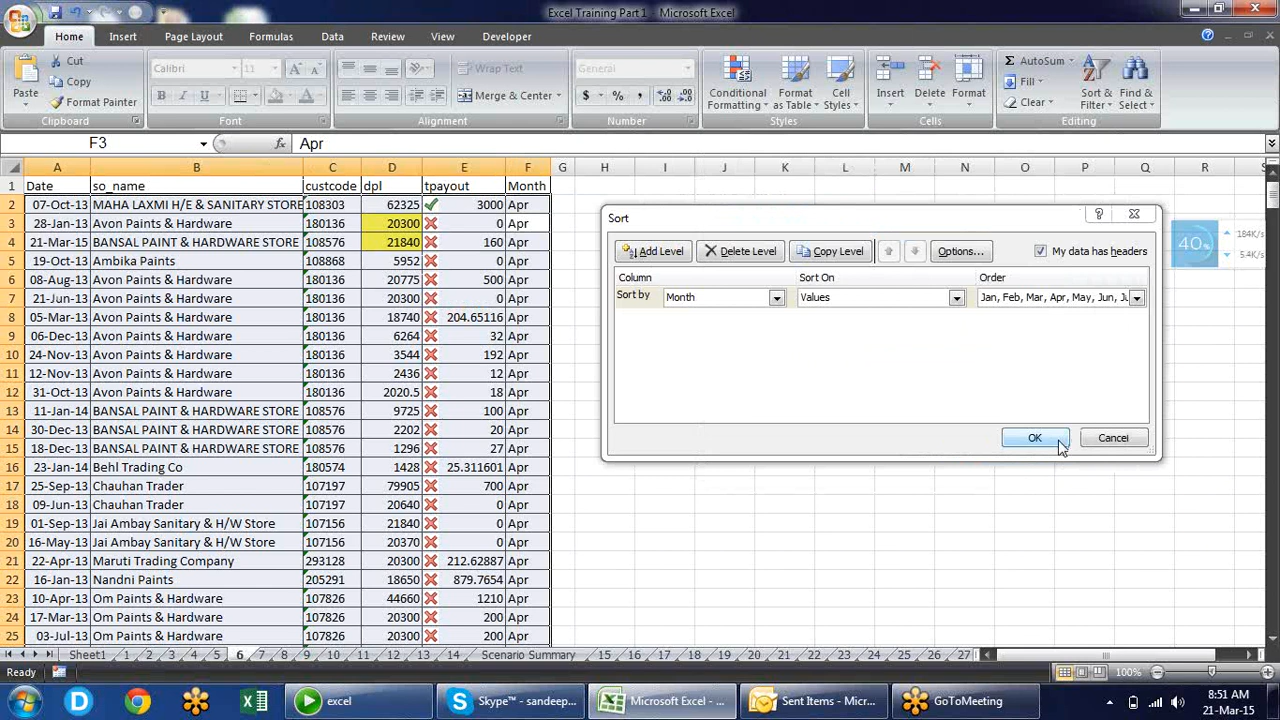 Excel Training Part 1 - Microsoft Excel
Home Insert Page Layout Formulas Data Review View Developer
Paste
Cut
Copy
Format Painter
Clipboard
Calibri 11
B I U
Font
Wrap Text
Merge & Center
Alignment
General
$ % ,
Number
Conditional Formatting
Format as Table
Cell Styles
Styles
Insert Delete Format
Cells
Σ AutoSum
Fill
Clear
Sort & Filter
Find & Select
Editing
F3 fx Apr
A B C D E F G H I J K L M N O P Q R S
1 Date so_name custcode dpl tpayout Month
2 07-Oct-13 MAHA LAXMI H/E & SANITARY STORE 108303 62325 3000 Apr
3 28-Jan-13 Avon Paints & Hardware 180136 20300 0 Apr
4 21-Mar-15 BANSAL PAINT & HARDWARE STORE 108576 21840 160 Apr
5 19-Oct-13 Ambika Paints 108868 5952 0 Apr
6 08-Aug-13 Avon Paints & Hardware 180136 20775 500 Apr
7 21-Jun-13 Avon Paints & Hardware 180136 20300 0 Apr
8 05-Mar-13 Avon Paints & Hardware 180136 18740 204.65116 Apr
9 06-Dec-13 Avon Paints & Hardware 180136 6264 32 Apr
10 24-Nov-13 Avon Paints & Hardware 180136 3544 192 Apr
11 12-Nov-13 Avon Paints & Hardware 180136 2436 12 Apr
12 31-Oct-13 Avon Paints & Hardware 180136 2020.5 18 Apr
13 11-Jan-14 BANSAL PAINT & HARDWARE STORE 108576 9725 100 Apr
14 30-Dec-13 BANSAL PAINT & HARDWARE STORE 108576 2202 20 Apr
15 18-Dec-13 BANSAL PAINT & HARDWARE STORE 108576 1296 27 Apr
16 23-Jan-14 Behl Trading Co 180574 1428 25.311601 Apr
17 25-Sep-13 Chauhan Trader 107197 79905 700 Apr
18 09-Jun-13 Chauhan Trader 107197 20640 0 Apr
19 01-Sep-13 Jai Ambay Sanitary & H/W Store 107156 21840 0 Apr
20 16-May-13 Jai Ambay Sanitary & H/W Store 107156 20370 0 Apr
21 22-Apr-13 Maruti Trading Company 293128 20300 212.62887 Apr
22 16-Jan-13 Nandni Paints 205291 18650 879.7654 Apr
23 10-Apr-13 Om Paints & Hardware 107826 44660 1210 Apr
24 17-Mar-13 Om Paints & Hardware 107826 20300 200 Apr
25 03-Jul-13 Om Paints & Hardware 107826 20300 200 Apr
Sort
Add Level Delete Level Copy Level Options... My data has headers
Column Sort On Order
Sort by Month Values Jan, Feb, Mar, Apr, May, Jun, Ju
OK Cancel
40% 184K/s
5.4K/s
Sheet1 1 2 3 4 5 6 7 8 9 10 11 12 13 14 Scenario Summary 15 16 17 18 19 20 21 22 23 24 25 26 27
Ready 100%
excel Skype™ - sandeep... Microsoft Excel - ... Sent Items - Micr... GoToMeeting
8:51 AM
21-Mar-15